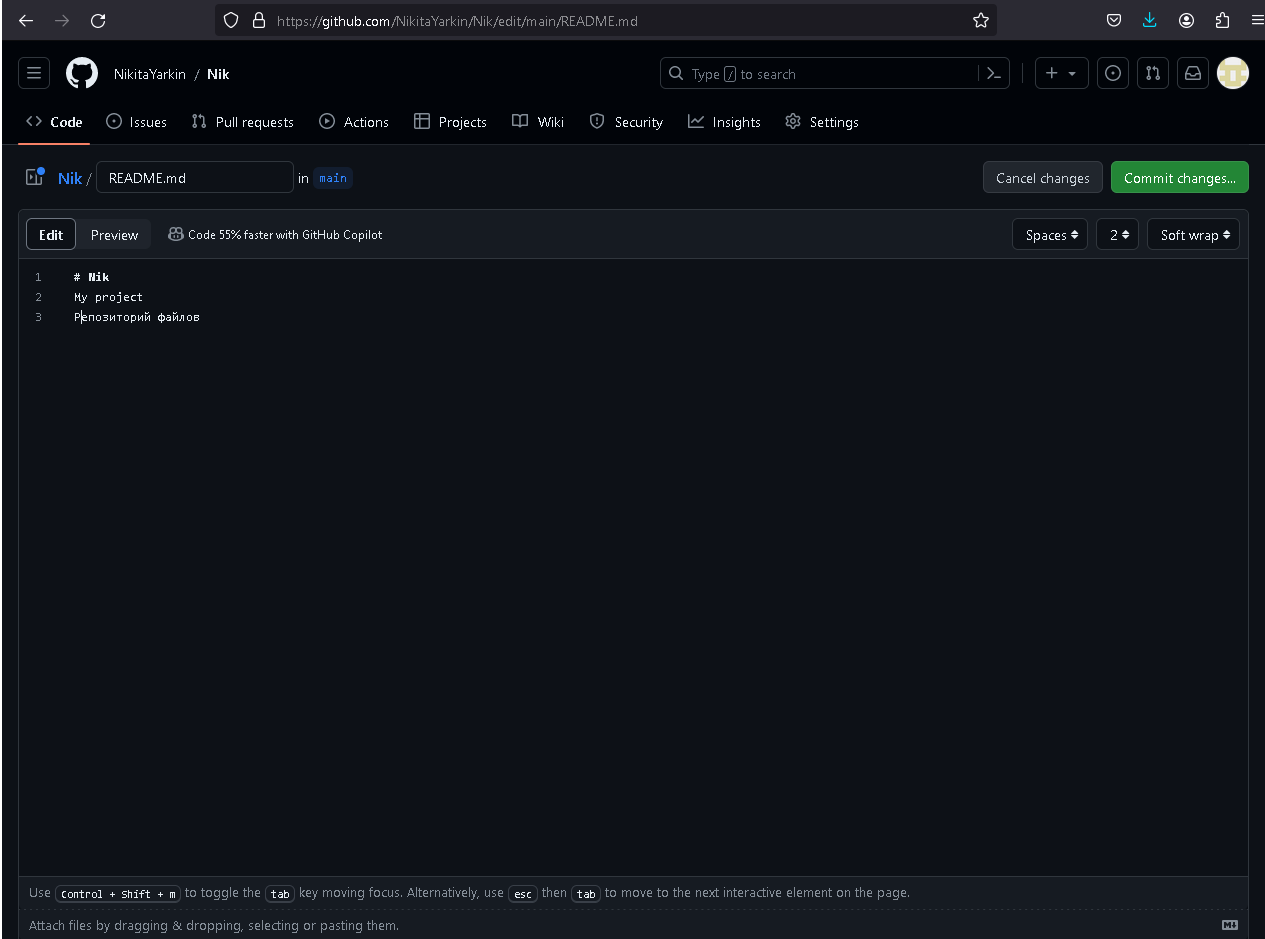 https://github.com/NikitaYarkin/Nik/edit/main/README.md
NikitaYarkin / Nik
Type / to search
Code Issues Pull requests Actions Projects Wiki Security Insights Settings
Nik / README.md in main
Cancel changes Commit changes...
Edit Preview Code 55% faster with GitHub Copilot
Spaces 2 Soft wrap
1 # Nik
2 My project
3 Репозиторий файлов
Use Control + Shift + m to toggle the tab key moving focus. Alternatively, use esc then tab to move to the next interactive element on the page.
Attach files by dragging & dropping, selecting or pasting them.